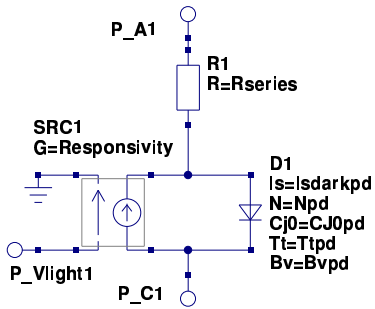 P_A1
R1
R=Rseries
SRC1
G=Responsivity
D1
Is=Isdarkpd
N=Npd
Cj0=CJ0pd
Tt=Ttpd
Bv=Bvpd
P_Vlight1
P_C1